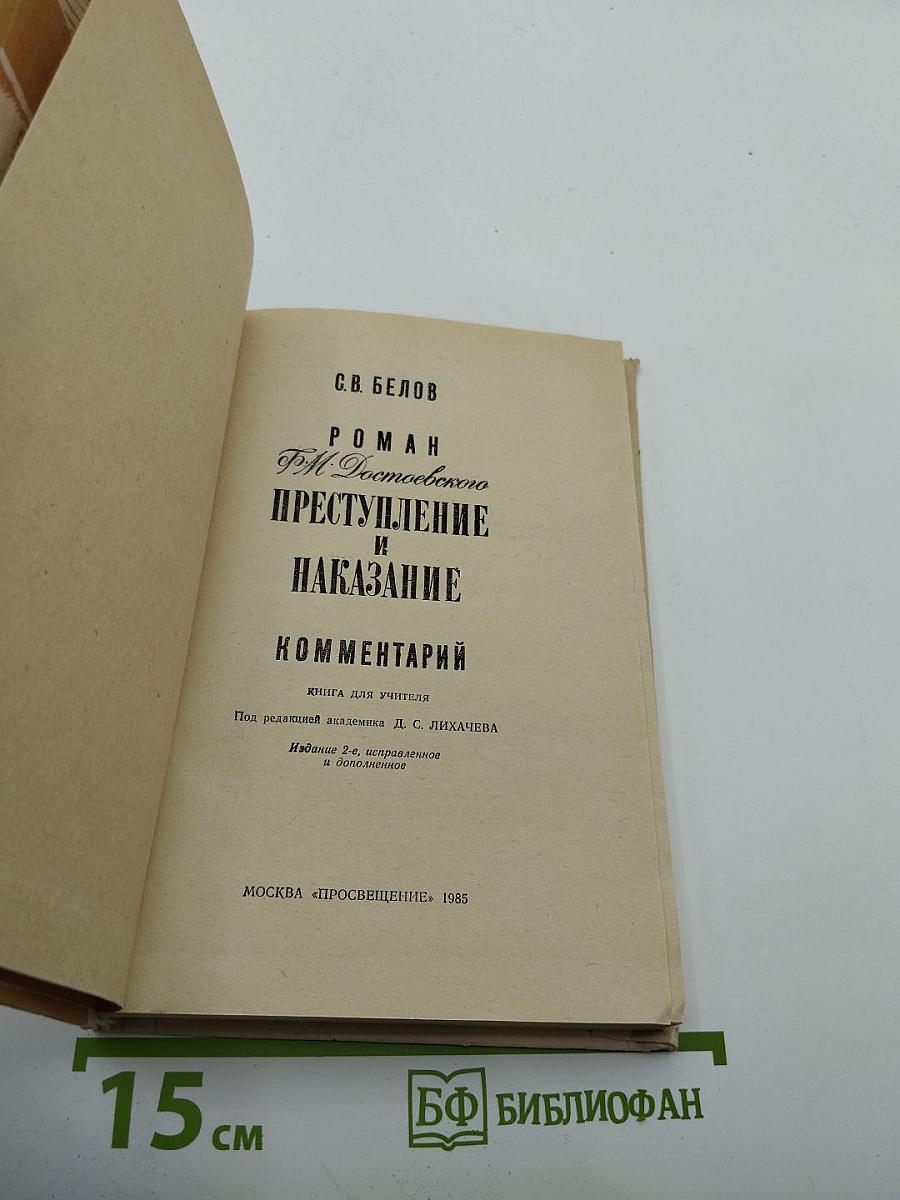 С.В. БЕЛОВ
РОМАН
Ф.М. Достоевского
ПРЕСТУПЛЕНИЕ
И
НАКАЗАНИЕ
КОММЕНТАРИЙ
КНИГА ДЛЯ УЧИТЕЛЯ
Под редакцией академика Д. С. ЛИХАЧЕВА
Издание 2-е, исправленное
и дополненное
МОСКВА «ПРОСВЕЩЕНИЕ» 1985
15 см
БФ БИБЛИОФАН